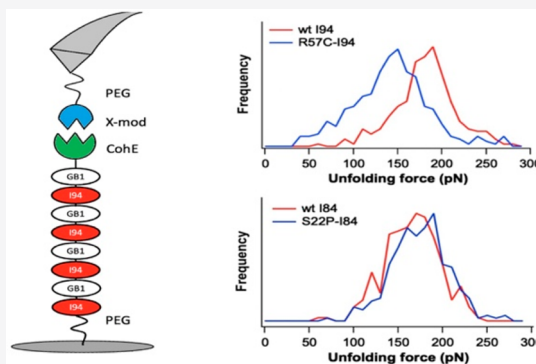 PEG
X-mod
CohE
GB1
I94
GB1
I94
GB1
I94
GB1
I94
PEG
wt I94
R57C-I94
Frequency
0 50 100 150 200 250 300
Unfolding force (pN)
wt I84
S22P-I84
Frequency
0 50 100 150 200 250 300
Unfolding force (pN)